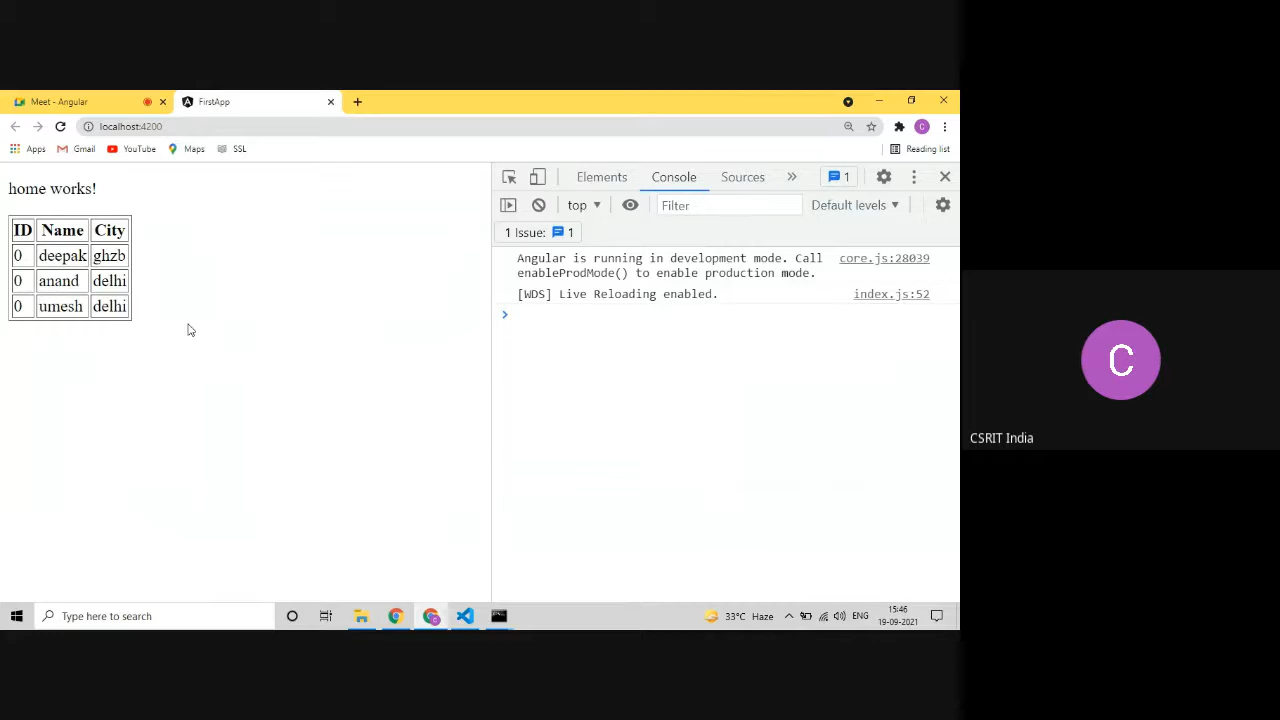 Meet - Angular
FirstApp
localhost:4200
Apps Gmail YouTube Maps SSL Reading list
home works!
ID Name City
0 deepak ghzb
0 anand delhi
0 umesh delhi
Elements Console Sources » 1
top Filter Default levels
1 Issue: 1
Angular is running in development mode. Call core.js:28039
enableProdMode() to enable production mode.
[WDS] Live Reloading enabled. index.js:52
C
CSRIT India
Type here to search
33°C Haze
ENG
15:46
19-09-2021